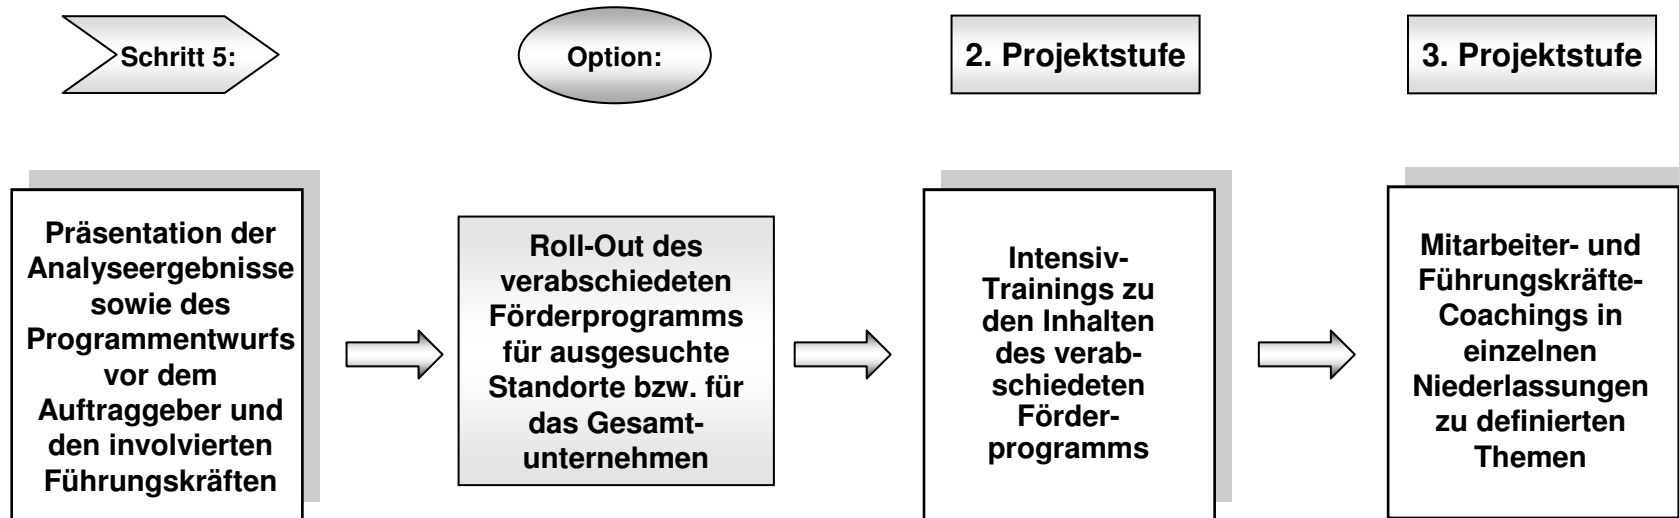 Schritt 5:
Option:
2. Projektstufe
3. Projektstufe
Präsentation der
Analyseergebnisse
sowie des
Programmentwurfs
vor dem
Auftraggeber und
den involvierten
Führungskräften
Roll-Out des
verabschiedeten
Förderprogramms
für ausgesuchte
Standorte bzw. für
das Gesamt-
unternehmen
Intensiv-
Trainings zu
den Inhalten
des verab-
schiedeten
Förder-
programms
Mitarbeiter- und
Führungskräfte-
Coachings in
einzelnen
Niederlassungen
zu definierten
Themen